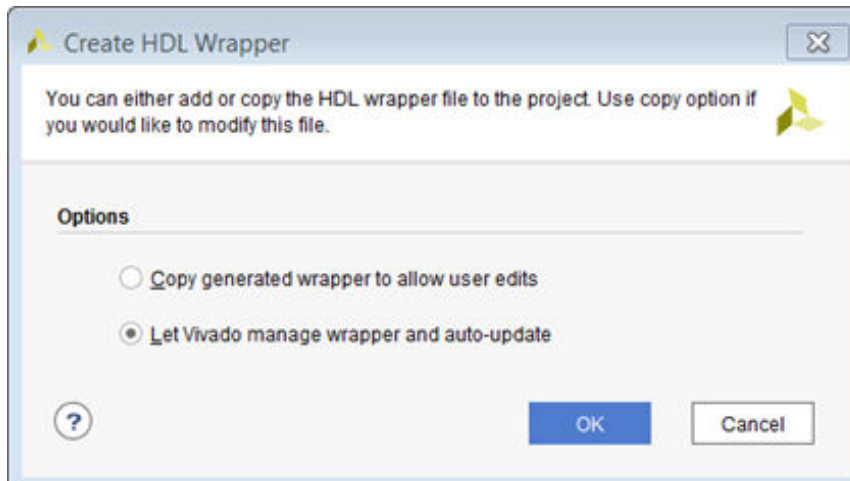 Create HDL Wrapper
You can either add or copy the HDL wrapper file to the project. Use copy option if
you would like to modify this file.
Options
Copy generated wrapper to allow user edits
Let Vivado manage wrapper and auto-update
?
OK
Cancel